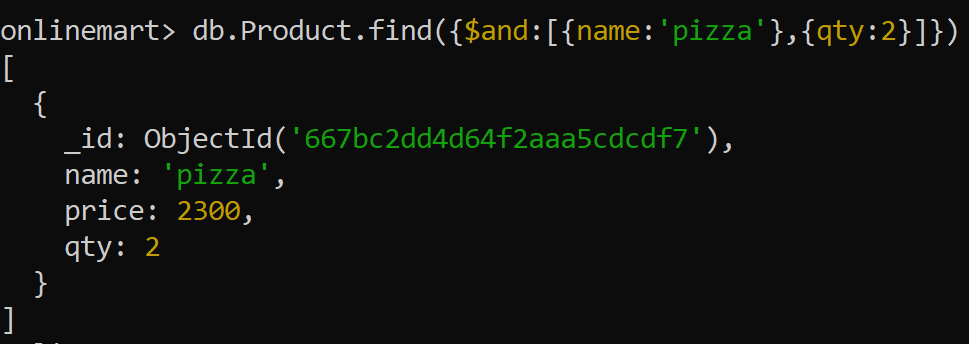 onlinemart> db.Product.find({$and:[{name:'pizza'},{qty:2}]})
[
  {
    _id: ObjectId('667bc2dd4d64f2aaa5cdcdf7'),
    name: 'pizza',
    price: 2300,
    qty: 2
  }
]